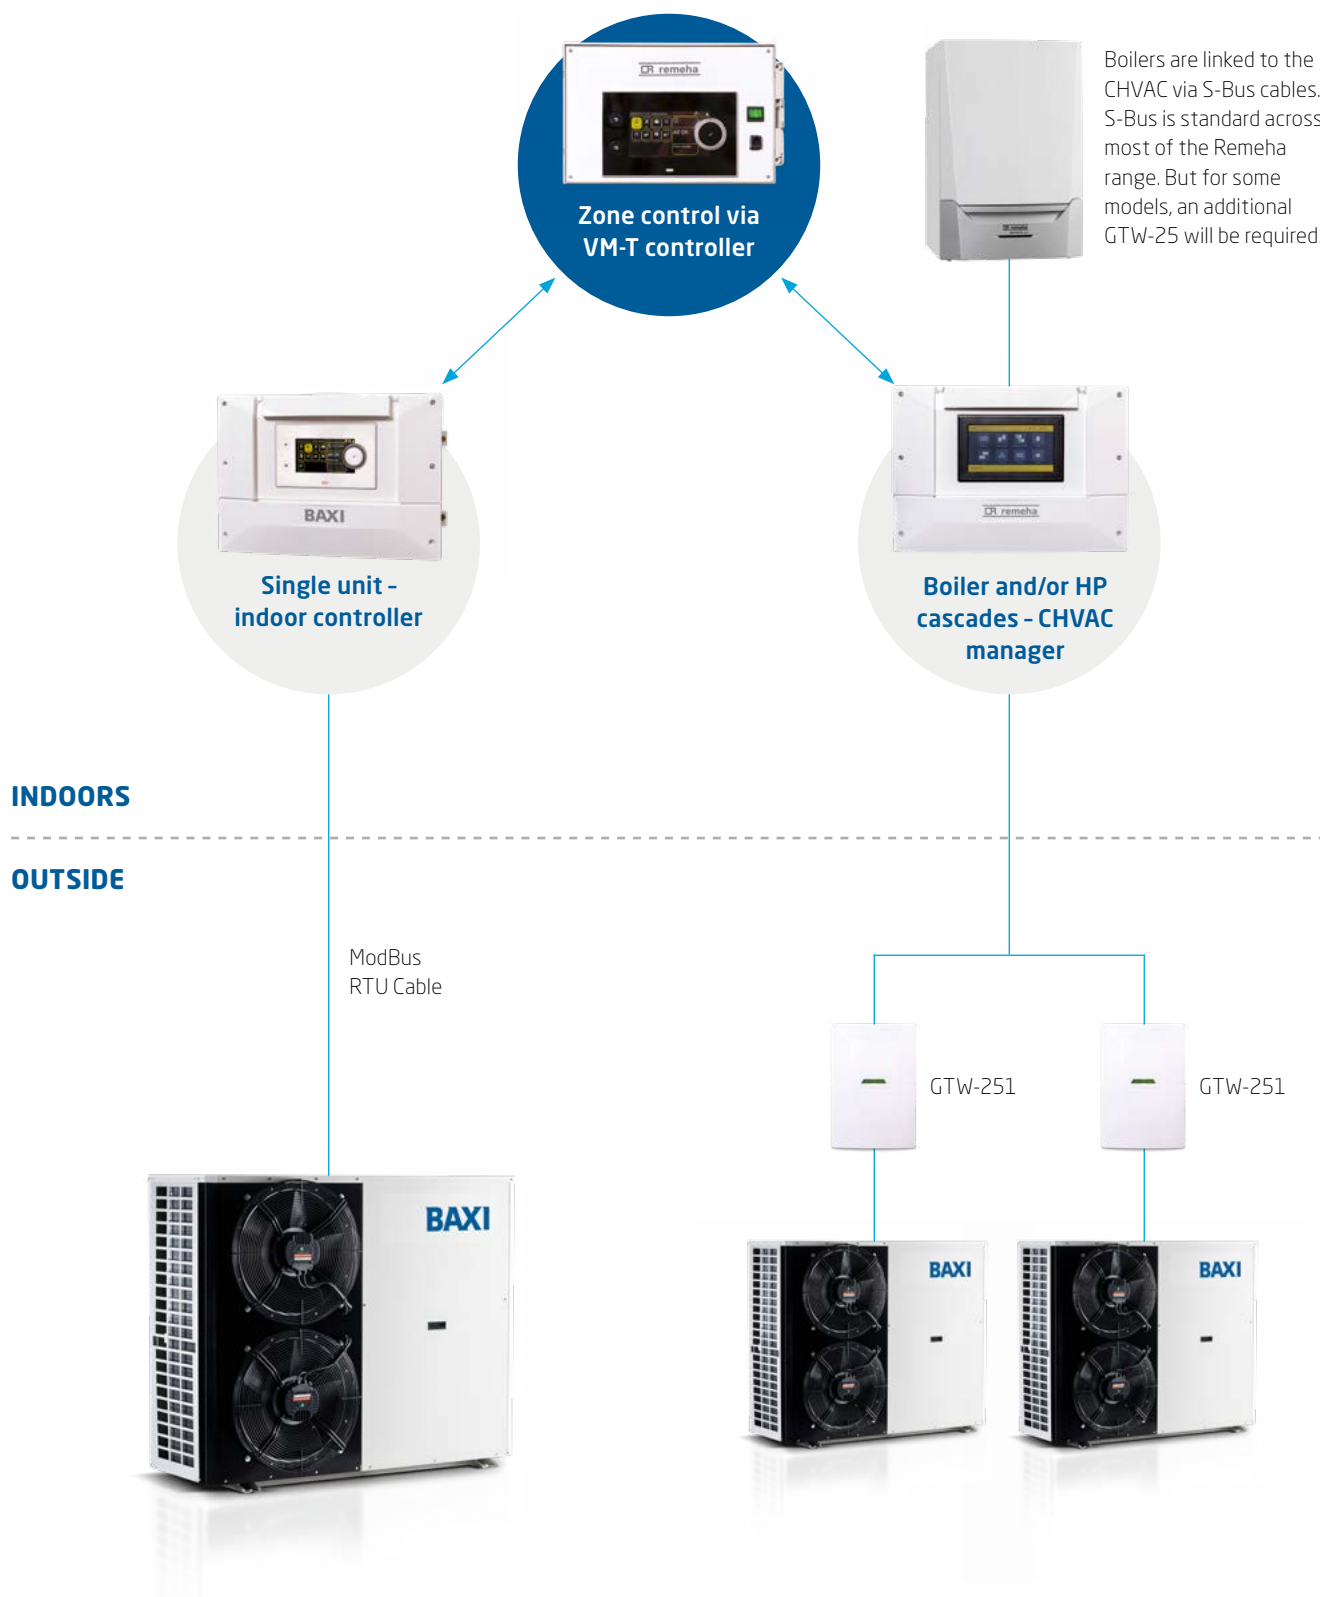 remeha
Zone control via
VM-T controller
Boilers are linked to the
CHVAC via S-Bus cables.
S-Bus is standard across
most of the Remeha
range. But for some
models, an additional
GTW-25 will be required.
remeha
BAXI
Single unit –
indoor controller
remeha
Boiler and/or HP
cascades – CHVAC
manager
INDOORS
OUTSIDE
ModBus
RTU Cable
GTW-251
GTW-251
BAXI
BAXI
BAXI